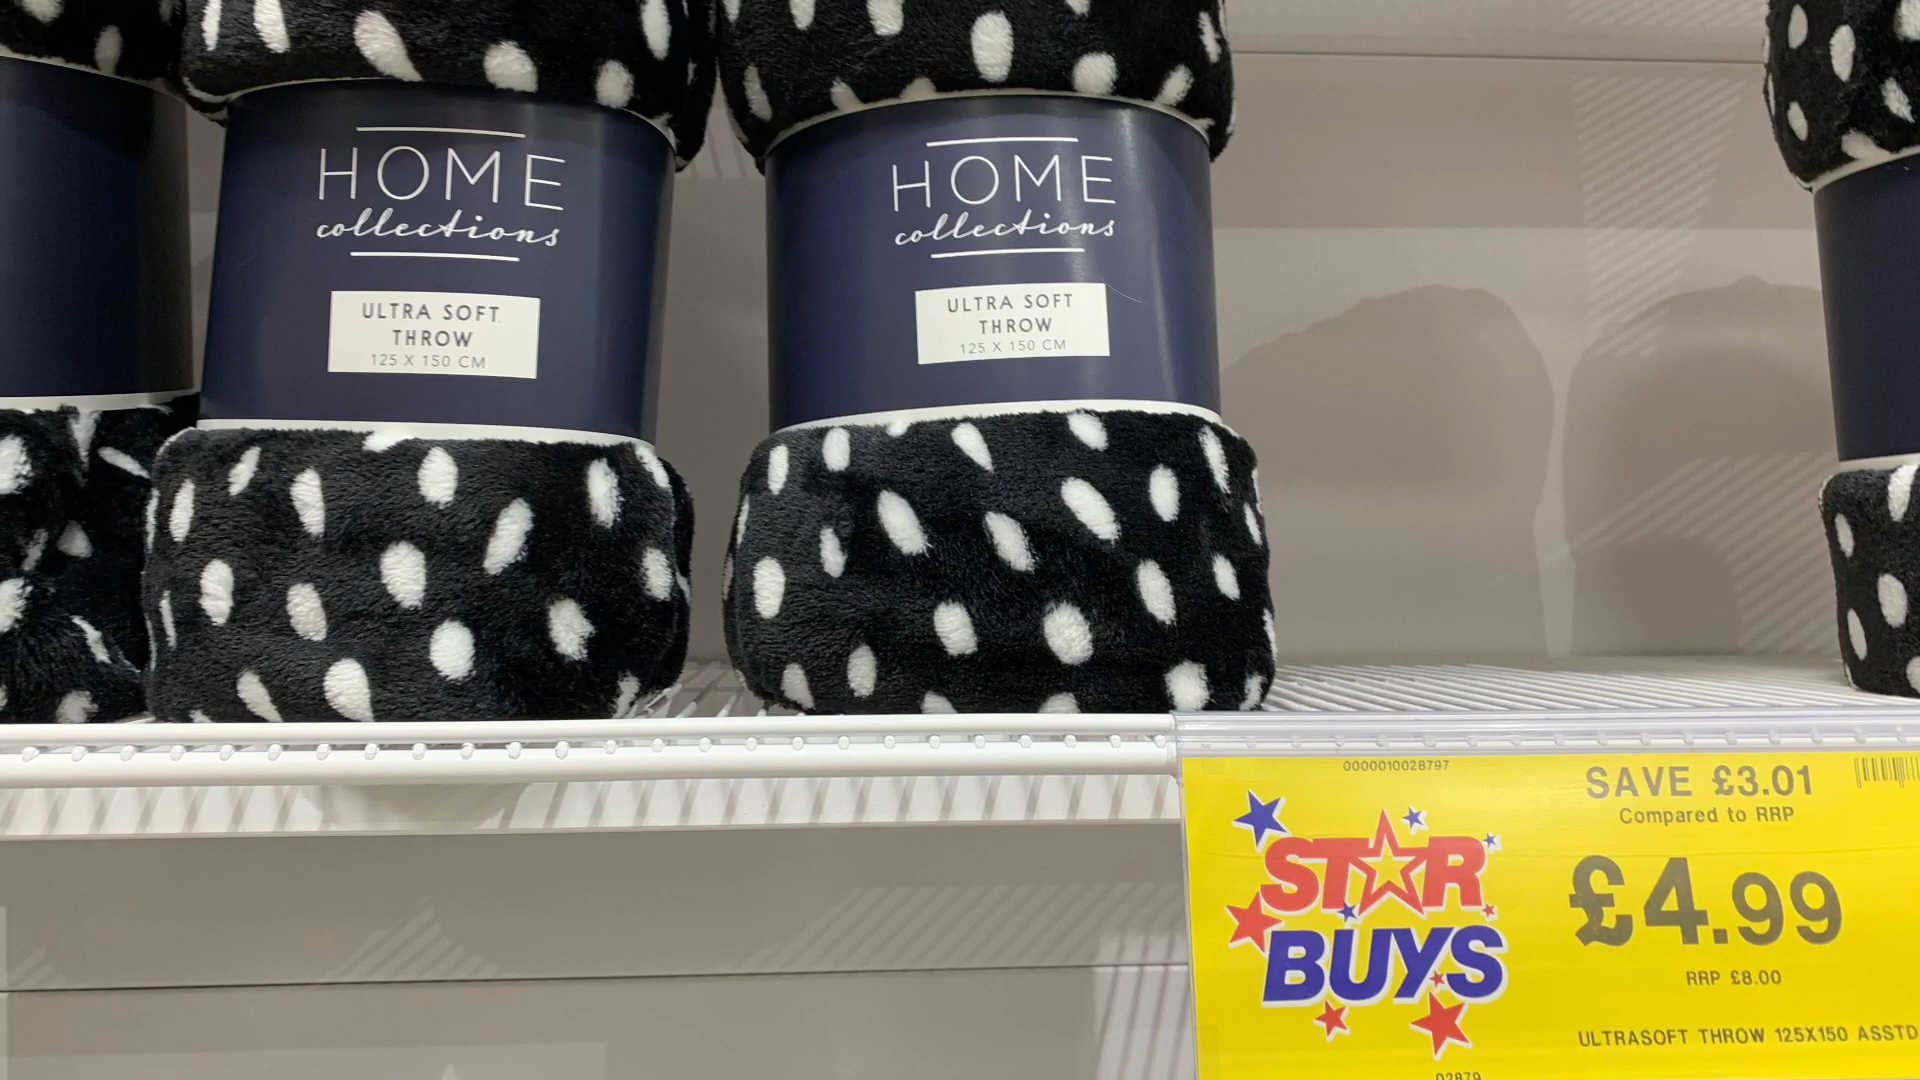 HOME
collections
ULTRA SOFT
THROW
125 X 150 CM
HOME
collections
ULTRA SOFT
THROW
125 X 150 CM
0000010028797
SAVE £3.01
Compared to RRP
STAR
BUYS
£4.99
RRP £8.00
ULTRASOFT THROW 125X150 ASSTD
02879